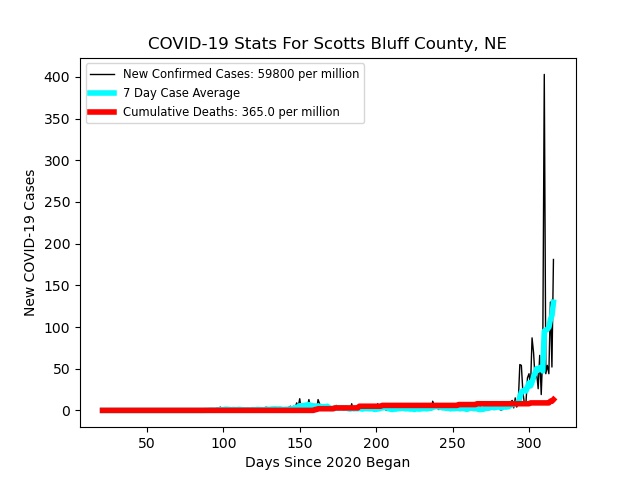 COVID-19 Stats For Scotts Bluff County, NE
New Confirmed Cases: 59800 per million
7 Day Case Average
Cumulative Deaths: 365.0 per million
New COVID-19 Cases
400
350
300
250
200
150
100
50
0
50 100 150 200 250 300
Days Since 2020 Began